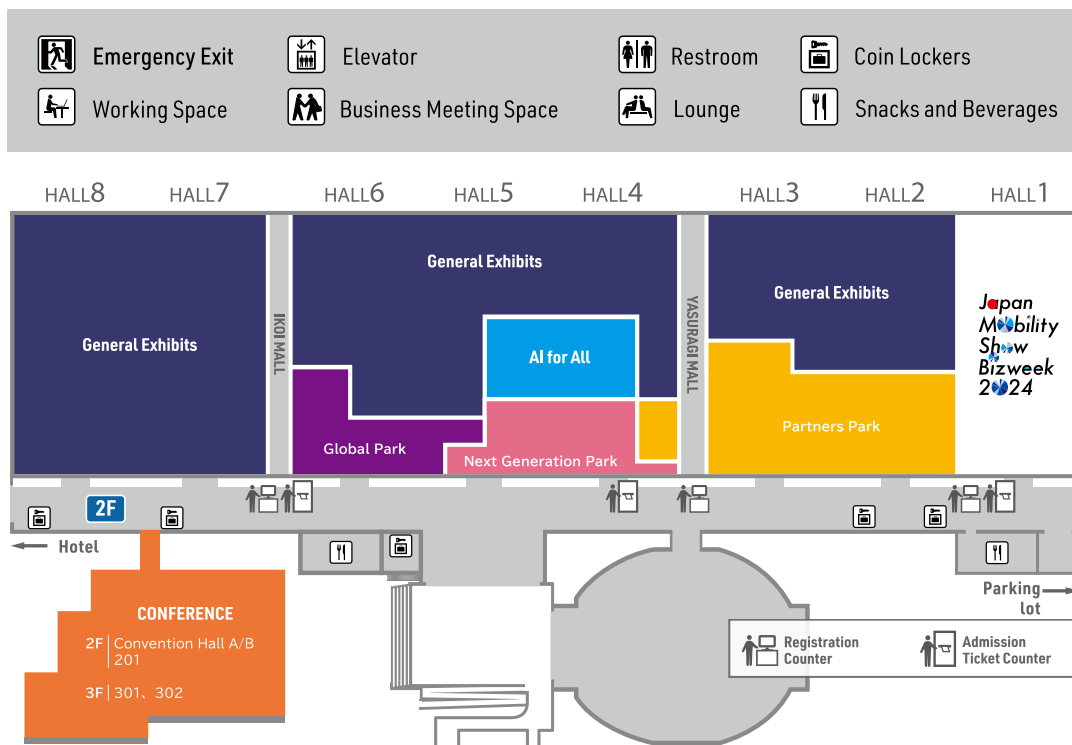 Emergency Exit
Elevator
Restroom
Coin Lockers
Working Space
Business Meeting Space
Lounge
Snacks and Beverages
HALL8
HALL7
HALL6
HALL5
HALL4
HALL3
HALL2
HALL1
General Exhibits
IKOI MALL
General Exhibits
AI for All
Global Park
Next Generation Park
YASURAGI MALL
General Exhibits
Partners Park
Japan
Mobility
Show
Bizweek
2024
2F
Hotel
Parking
lot
CONFERENCE
2F | Convention Hall A/B
201
3F | 301、302
Registration
Counter
Admission
Ticket Counter